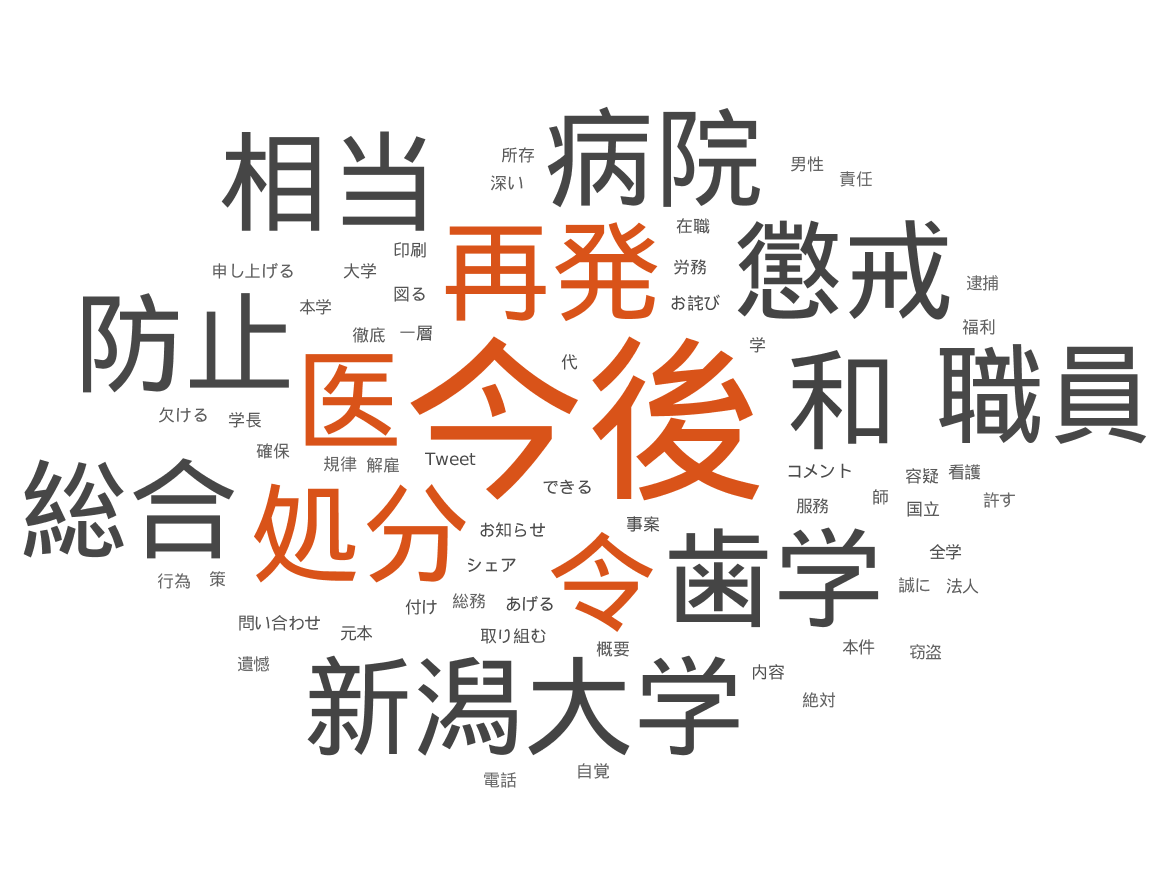 病院
相当
所存
男性
深い
責任
再発
在職
懲戒
印刷
労務
申し上げる
大学
逮捕
図る
お詫び
防止
本学
福利
徹底
一層
学
今後
代
医
和
職員
欠ける
学長
確保
規律
解雇
Tweet
コメント
容疑
看護
総合
処分
できる
服務
師
国立
許す
お知らせ
事案
令
歯学
全学
シェア
行為
策
誠に
法人
付け
総務
あげる
問い合わせ
元本
取り組む
概要
本件
窃盗
遺憾
新潟大学
内容
絶対
電話
自覚